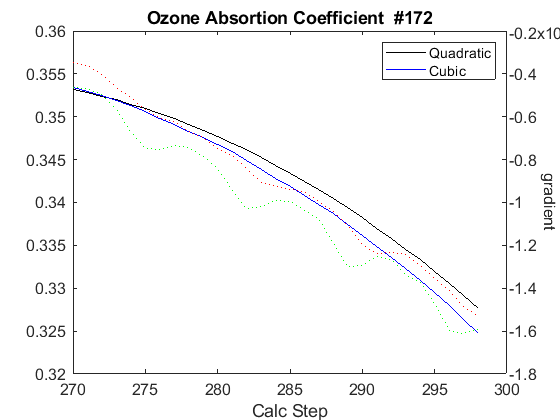 Ozone Absortion Coefficient #172
0.36
0.355
0.35
0.345
0.34
0.335
0.33
0.325
0.32
-0.2x10
-0.4
-0.6
-0.8
-1
-1.2
-1.4
-1.6
-1.8
Quadratic
Cubic
gradient
270 275 280 285 290 295 300
Calc Step